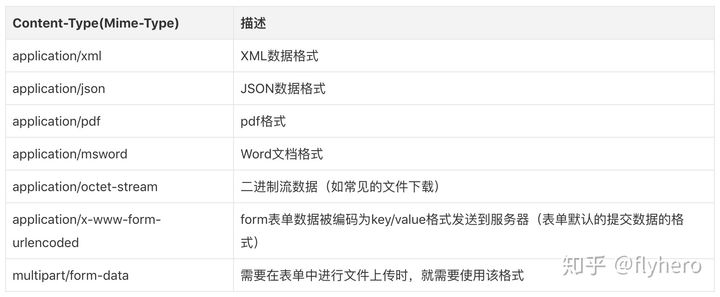 Content-Type(Mime-Type) 描述
application/xml XML数据格式
application/json JSON数据格式
application/pdf pdf格式
application/msword Word文档格式
application/octet-stream 二进制流数据（如常见的文件下载）
application/x-www-form-
urlencoded
form表单数据被编码为key/value格式发送到服务器（表单默认的提交数据的格
式）
multipart/form-data 需要在表单中进行文件上传时，就需要使用该格式
知乎 @flyhero